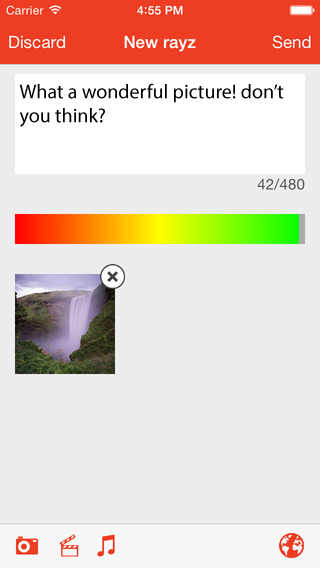 Carrier 4:55 PM
Discard New rayz Send
What a wonderful picture! don't
you think?
42/480